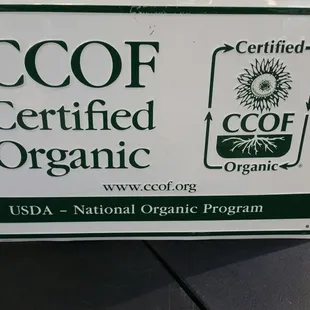 CCOF
Certified
Organic
www.ccof.org
USDA – National Organic Program
Certified
CCOF
Organic
®